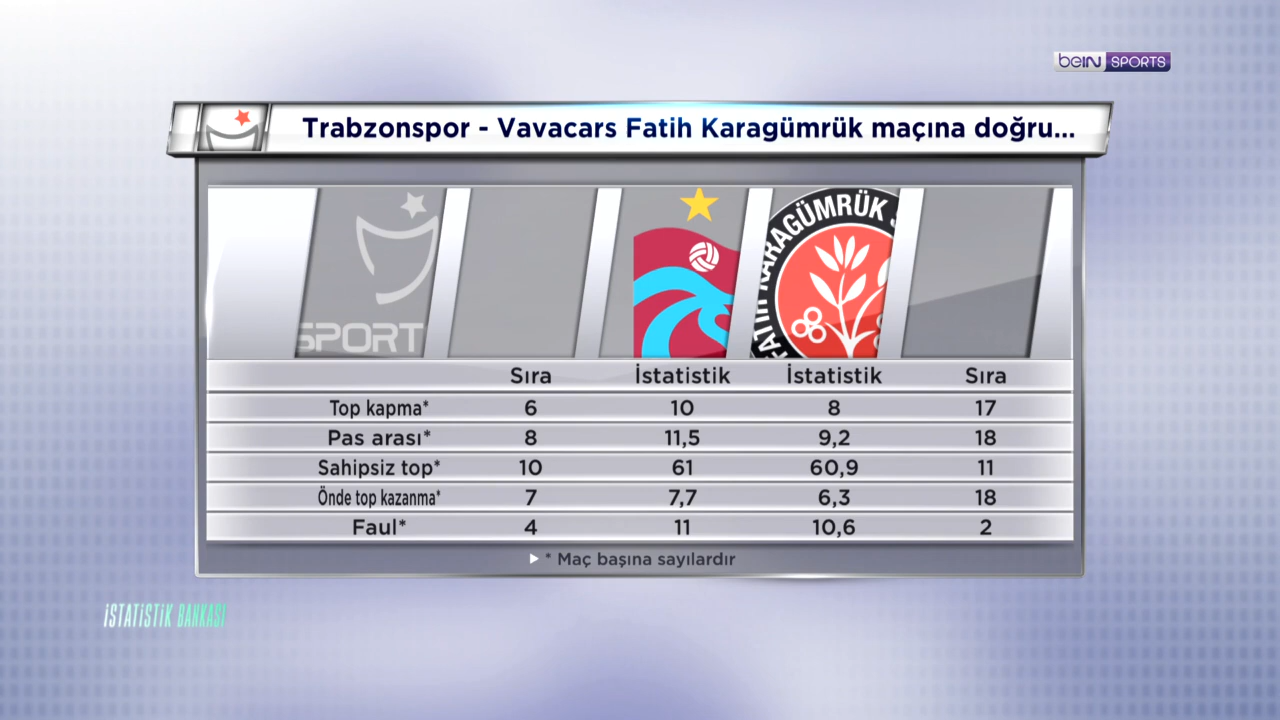 beIN SPORTS
Trabzonspor - Vavacars Fatih Karagümrük maçına doğru...
SPORT
FATİH KARAGÜMRÜK
Sıra İstatistik İstatistik Sıra
Top kapma* 6 10 8 17
Pas arası* 8 11,5 9,2 18
Sahipsiz top* 10 61 60,9 11
Önde top kazanma* 7 7,7 6,3 18
Faul* 4 11 10,6 2
* Maç başına sayılardır
İSTATİSTİK BANKASI